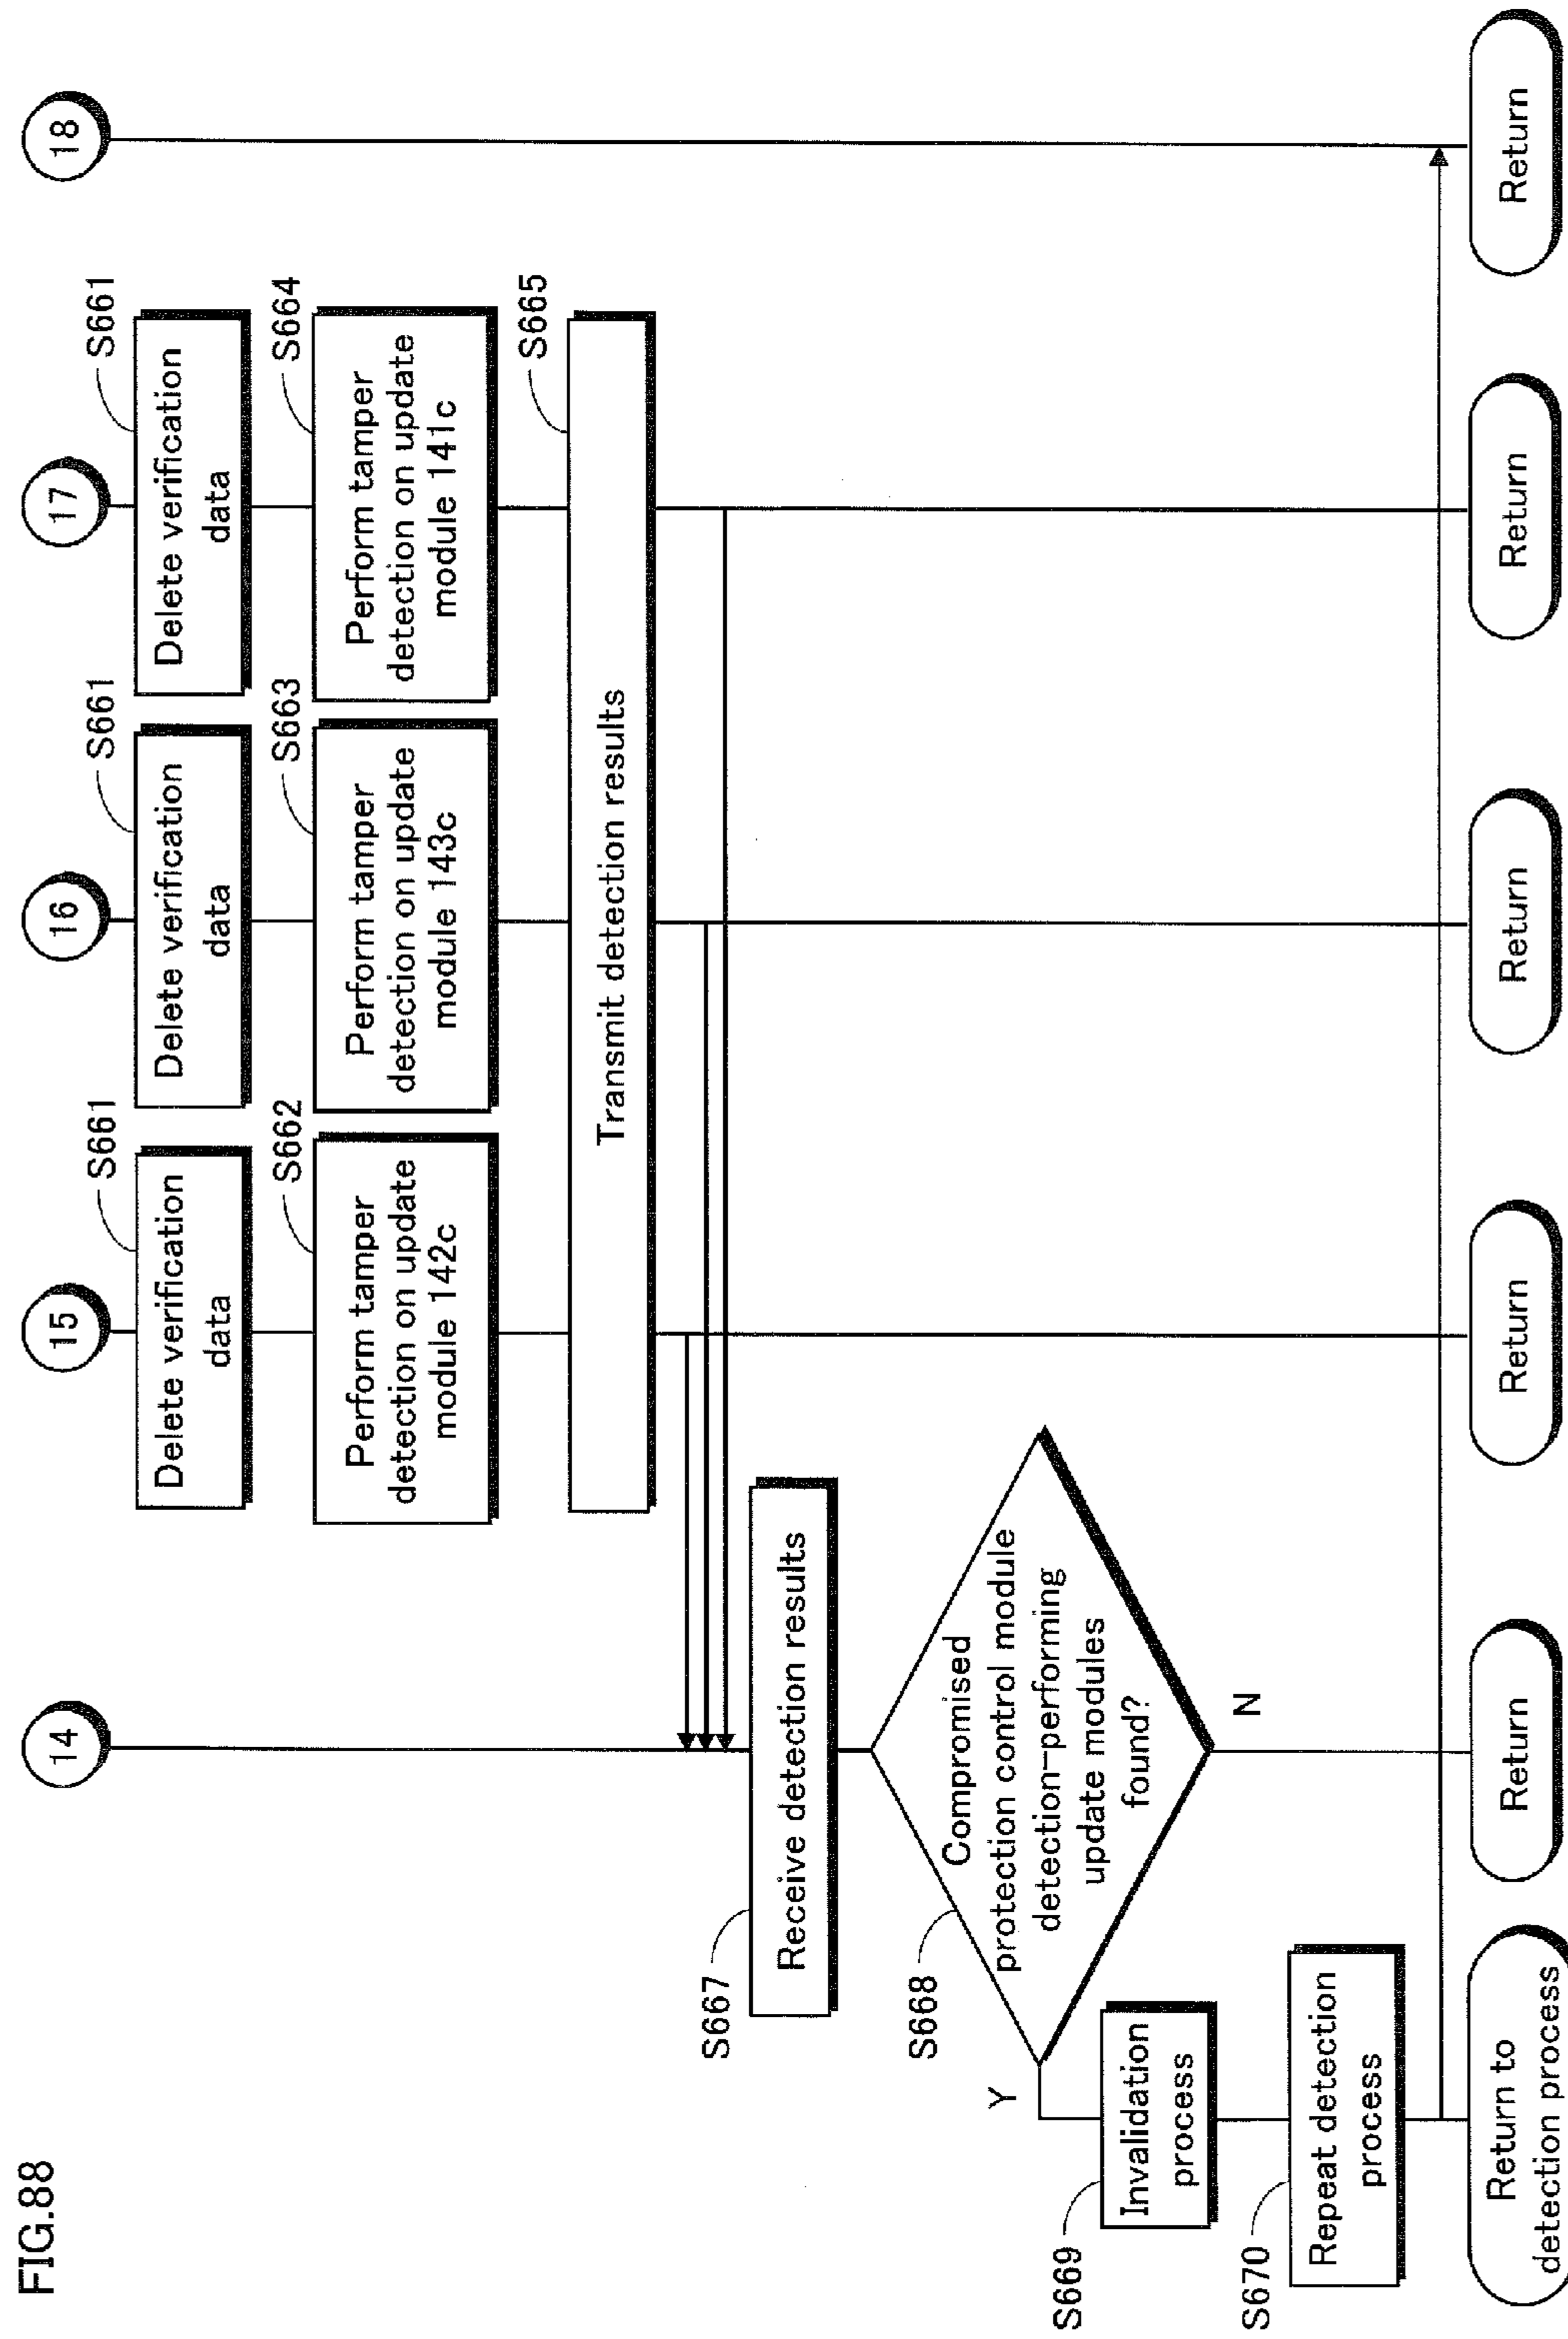 FIG.88
14
15
16
17
18
S661
Delete verification
data
S661
Delete verification
data
S661
Delete verification
data
S662
Perform tamper
detection on update
module 142c
S663
Perform tamper
detection on update
module 143c
S664
Perform tamper
detection on update
module 141c
S665
Transmit detection results
S667
Receive detection results
S668
Compromised
protection control module
detection-performing
update modules
found?
Y
N
S669
Invalidation
process
S670
Repeat detection
process
Return to
detection process
Return
Return
Return
Return
Return